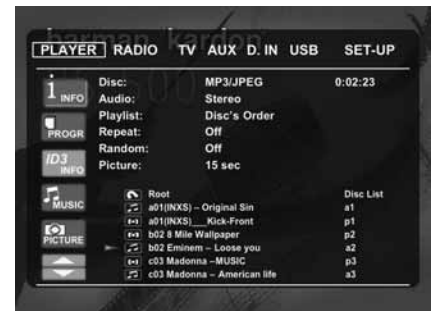 harman kardon
PLAYER RADIO TV AUX D. IN USB SET-UP
Disc: MP3/JPEG 0:02:23
i INFO Audio: Stereo
Playlist: Disc's Order
PROGR Repeat: Off
Random: Off
ID3 INFO Picture: 15 sec
MUSIC
Root Disc List
a01(INXS) – Original Sin a1
a01(INXS)___Kick-Front p1
PICTURE b02 8 Mile Wallpaper p2
b02 Eminem – Loose you a2
c03 Madonna –MUSIC p3
c03 Madonna – American life a3